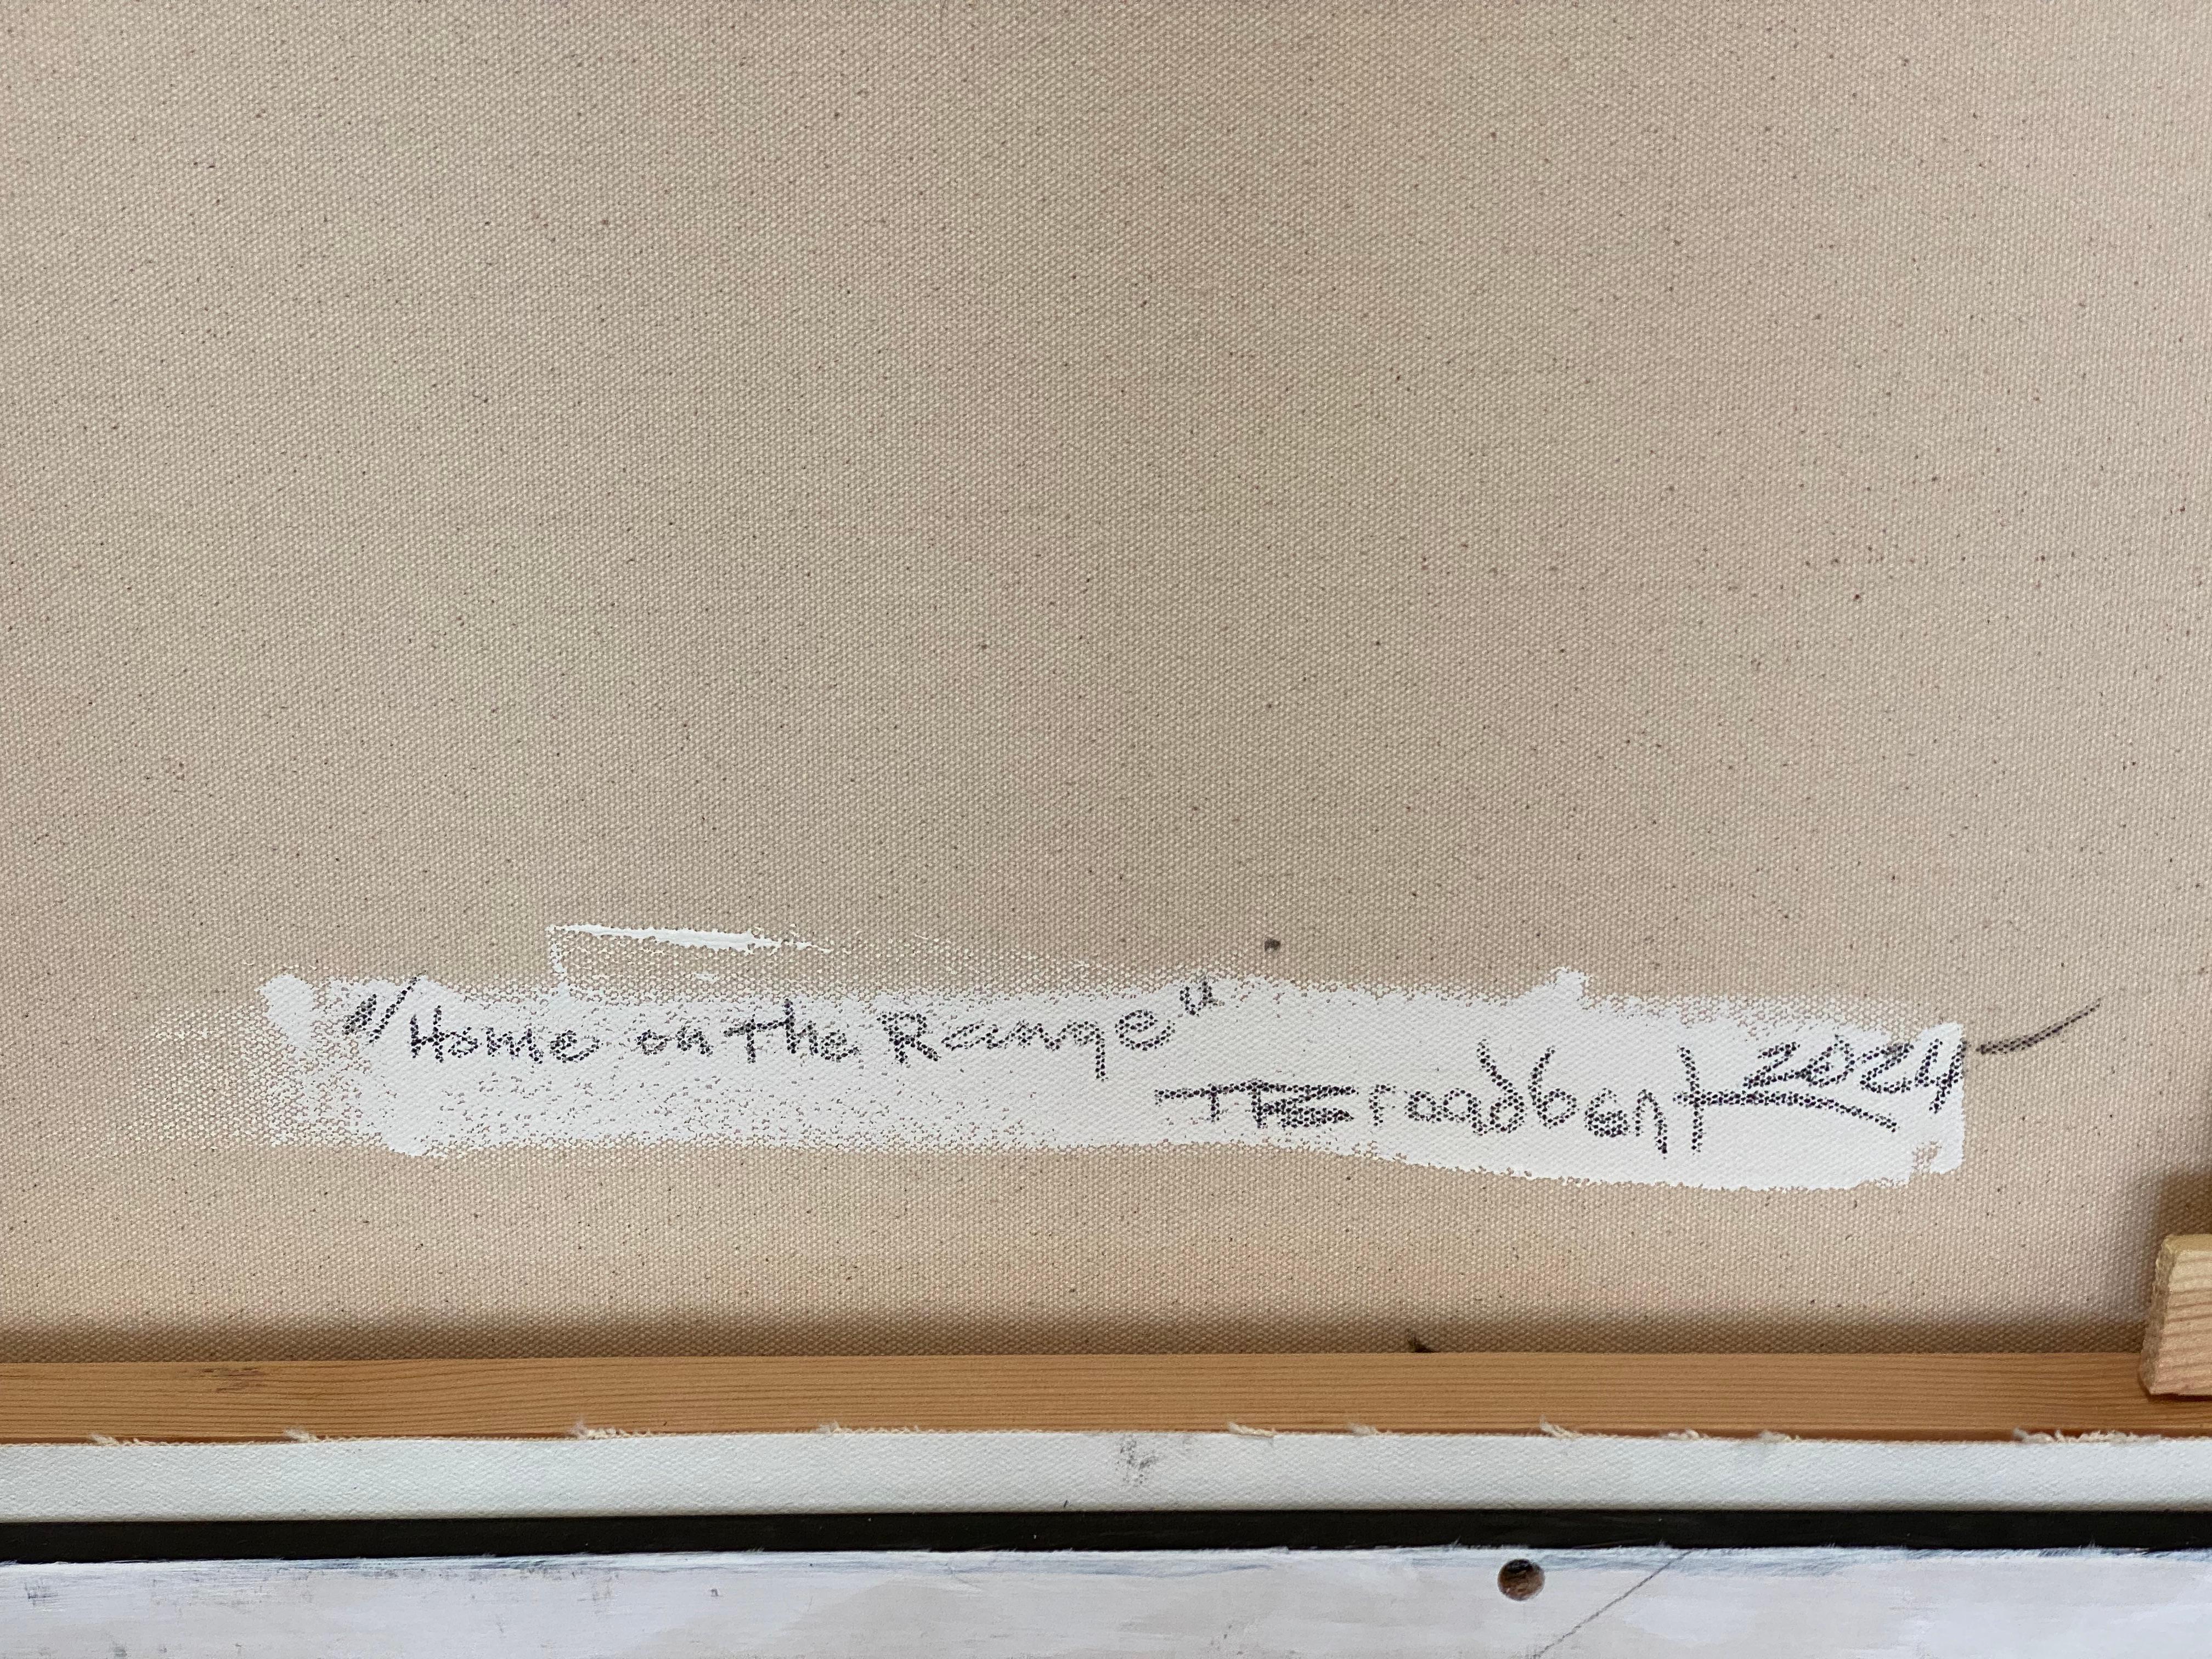 "Home on the Range"
TBroadbent 2024